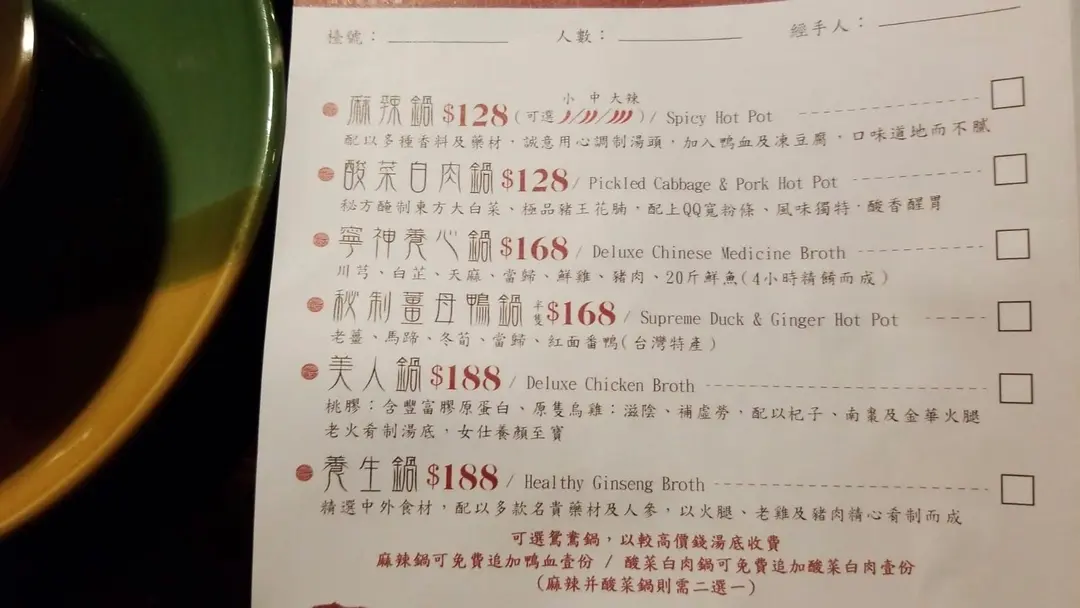 檯號： 人數： 經手人：
小 中 大辣
麻辣鍋 $128 (可選 / / ) / Spicy Hot Pot
配以多種香料及藥材，誠意用心調制湯頭，加入鴨血及凍豆腐，口味道地而不膩
酸菜白肉鍋 $128 / Pickled Cabbage & Pork Hot Pot
秘方醃制東方大白菜、極品豬王花腩，配上QQ寬粉條、風味獨特，酸香醒胃
寧神養心鍋 $168 / Deluxe Chinese Medicine Broth
川芎、白芷、天麻、當歸、鮮雞、豬肉、20斤鮮魚(4小時精餚而成)
秘制薑母鴨鍋 半隻 $168 / Supreme Duck & Ginger Hot Pot
老薑、馬蹄、冬荀、當歸、紅面番鴨(台灣特產)
美人鍋 $188 / Deluxe Chicken Broth
桃膠：含豐富膠原蛋白、原隻烏雞：滋陰、補虛勞，配以杞子、南棗及金華火腿
老火肴制湯底，女仕養顏至寶
養生鍋 $188 / Healthy Ginseng Broth
精選中外食材，配以多款名貴藥材及人參，以火腿、老雞及豬肉精心肴制而成
可選鴛鴦鍋，以較高價錢湯底收費
麻辣鍋可免費追加鴨血壹份 / 酸菜白肉鍋可免費追加酸菜白肉壹份
(麻辣并酸菜鍋則需二選一)